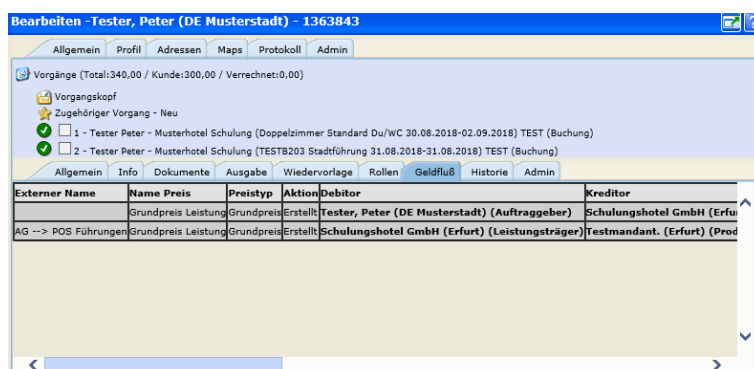 Bearbeiten -Tester, Peter (DE Musterstadt) - 1363843
Allgemein Profil Adressen Maps Protokoll Admin
Vorgänge (Total:340,00 / Kunde:300,00 / Verrechnet:0,00)
Vorgangskopf
Zugehöriger Vorgang - Neu
1 - Tester Peter - Musterhotel Schulung (Doppelzimmer Standard Du/WC 30.08.2018-02.09.2018) TEST (Buchung)
2 - Tester Peter - Musterhotel Schulung (TESTB203 Stadtführung 31.08.2018-31.08.2018) TEST (Buchung)
Allgemein Info Dokumente Ausgabe Wiedervorlage Rollen Geldfluß Historie Admin
Externer Name Name Preis Preistyp Aktion Debitor Kreditor
Grundpreis Leistung Grundpreis Erstellt Tester, Peter (DE Musterstadt) (Auftraggeber) Schulungshotel GmbH (Erfu
AG --> POS Führungen Grundpreis Leistung Grundpreis Erstellt Schulungshotel GmbH (Erfurt) (Leistungsträger) Testmandant. (Erfurt) (Prod